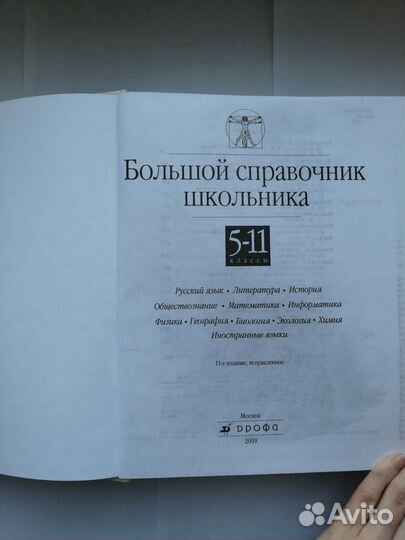 Большой справочник
школьника
5-11
классы
Русский язык • Литература • История
Обществознание • Математика • Информатика
Физика • География • Биология • Экология • Химия
Иностранные языки
11-е издание, исправленное
Москва
дрофа
2009
Avito